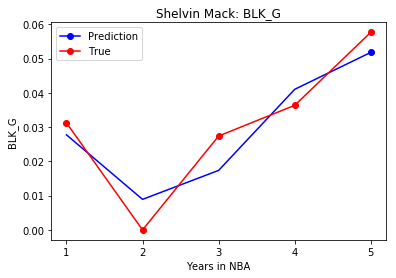 Shelvin Mack: BLK_G
Prediction
True
0.06
0.05
0.04
0.03
0.02
0.01
0.00
BLK_G
1 2 3 4 5
Years in NBA